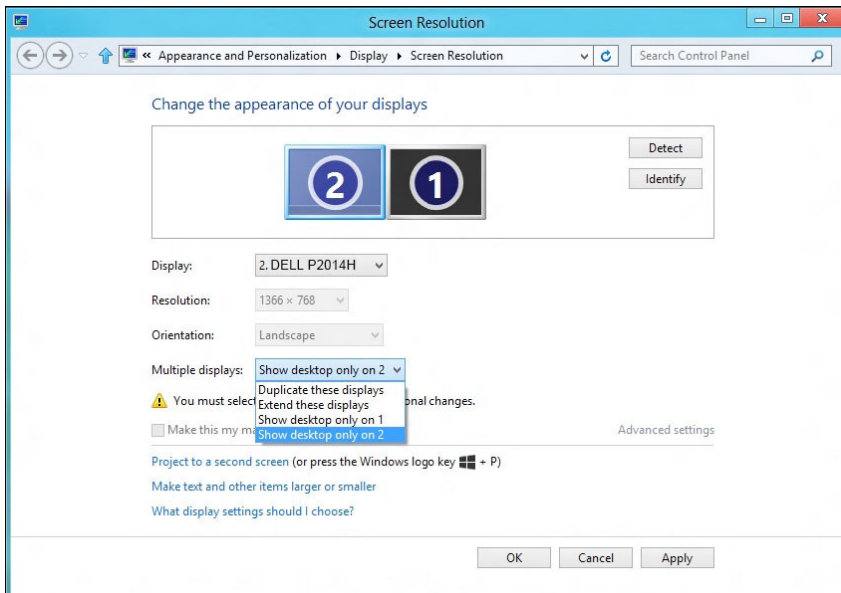 Screen Resolution
« Appearance and Personalization ▸ Display ▸ Screen Resolution
Search Control Panel
Change the appearance of your displays
2
1
Detect
Identify
Display: 2. DELL P2014H
Resolution: 1366 × 768
Orientation: Landscape
Multiple displays: Show desktop only on 2
Duplicate these displays
You must selec onal changes.
Extend these displays
Show desktop only on 1
Make this my m
Show desktop only on 2
Advanced settings
Project to a second screen (or press the Windows logo key + P)
Make text and other items larger or smaller
What display settings should I choose?
OK
Cancel
Apply